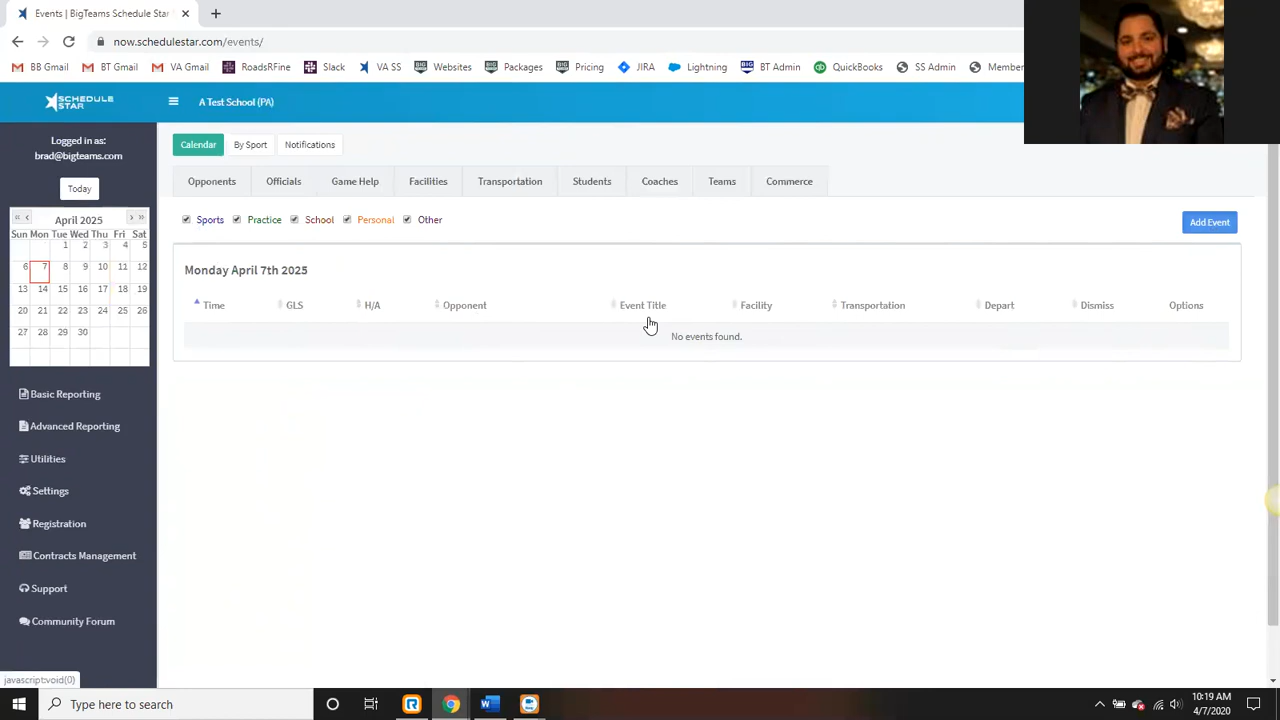 Events | BigTeams Schedule Star
now.schedulestar.com/events/
BB Gmail BT Gmail VA Gmail RoadsRFine Slack VA SS Websites Packages Pricing JIRA Lightning BT Admin QuickBooks SS Admin Membe
SCHEDULE STAR
A Test School (PA)
Logged in as:
brad@bigteams.com
Today
April 2025
Sun Mon Tue Wed Thu Fri Sat
1 2 3 4 5
6 7 8 9 10 11 12
13 14 15 16 17 18 19
20 21 22 23 24 25 26
27 28 29 30
Basic Reporting
Advanced Reporting
Utilities
Settings
Registration
Contracts Management
Support
Community Forum
Calendar By Sport Notifications
Opponents Officials Game Help Facilities Transportation Students Coaches Teams Commerce
Sports Practice School Personal Other Add Event
Monday April 7th 2025
Time GLS H/A Opponent Event Title Facility Transportation Depart Dismiss Options
No events found.
javascript:void(0)
Type here to search
10:19 AM
4/7/2020